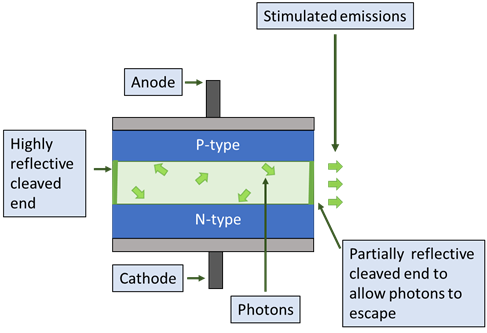 Stimulated emissions
Anode
Highly
reflective
cleaved
end
P-type
N-type
Cathode
Photons
Partially reflective
cleaved end to
allow photons to
escape